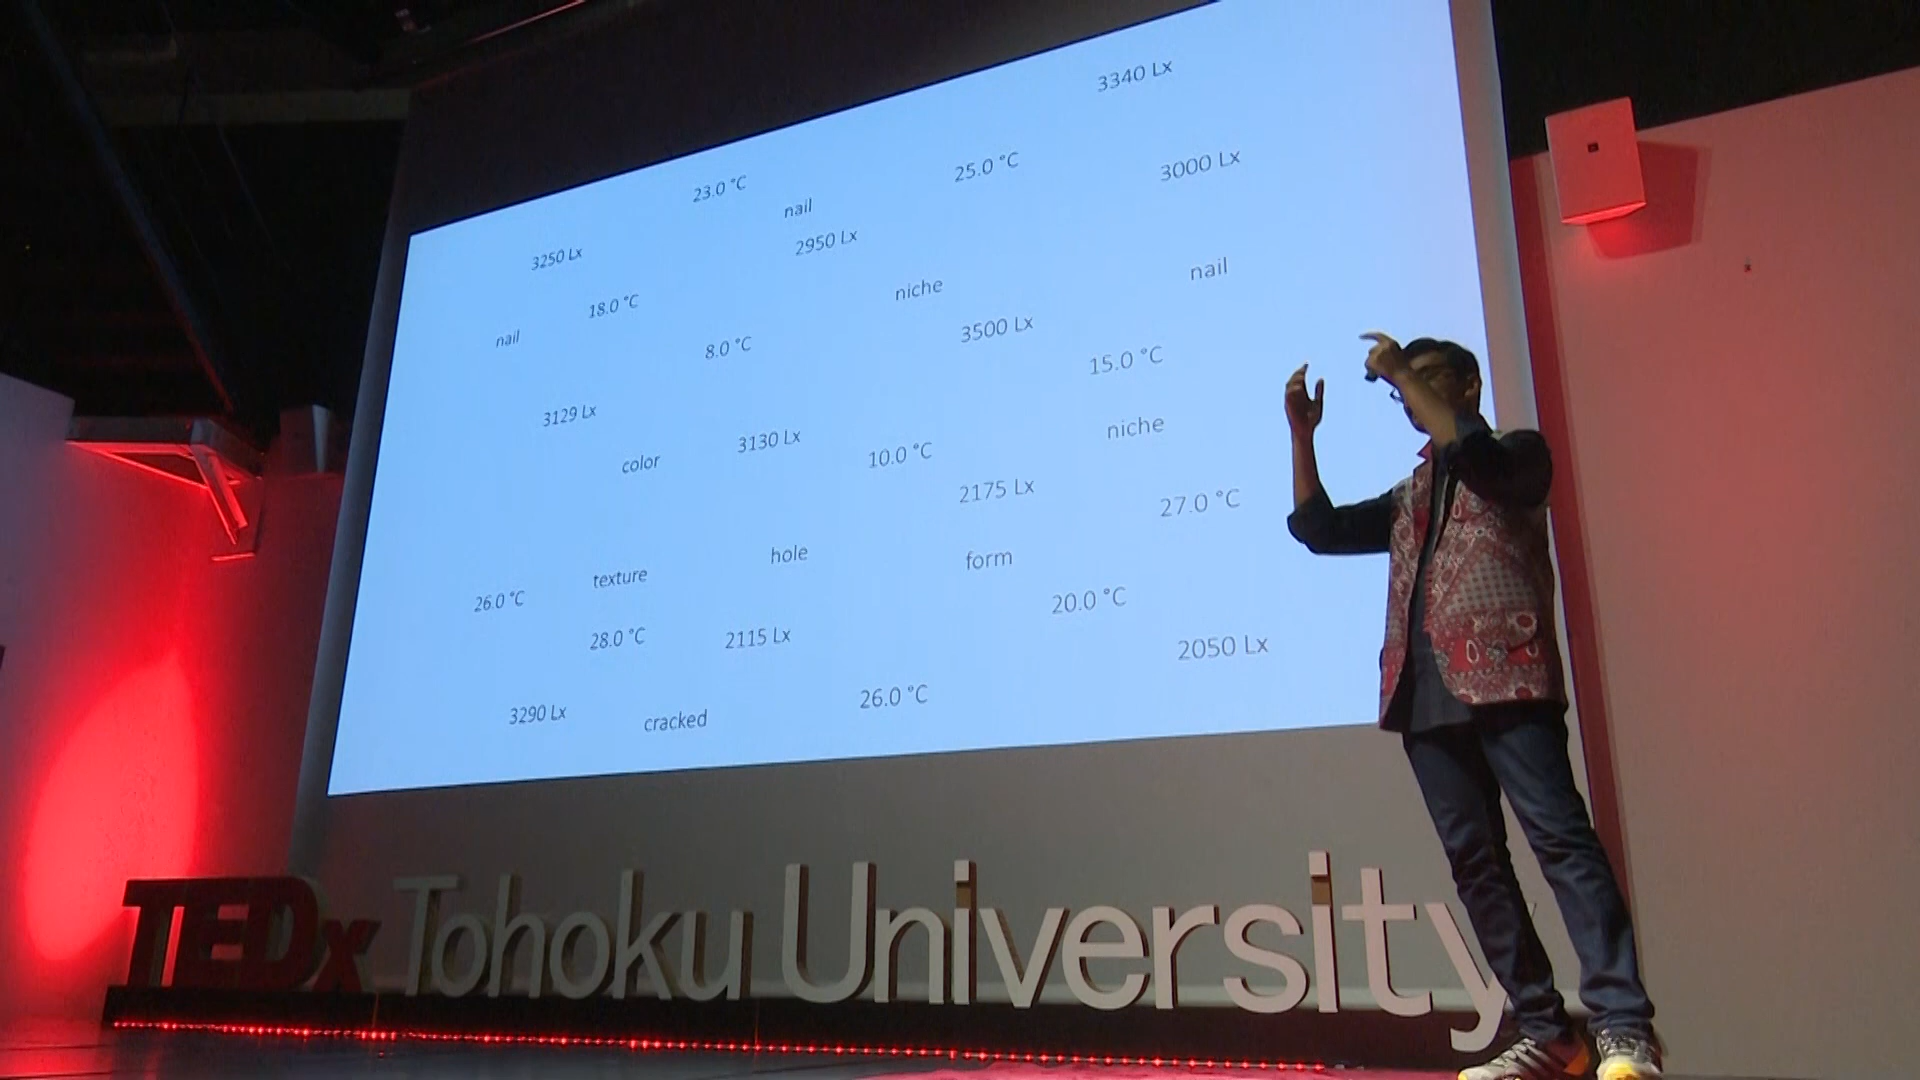 3340 Lx
23.0 °C
25.0 °C
3000 Lx
nail
3250 Lx
2950 Lx
nail
niche
18.0 °C
nail
3500 Lx
8.0 °C
15.0 °C
3129 Lx
niche
3130 Lx
color
10.0 °C
2175 Lx
27.0 °C
hole
form
texture
26.0 °C
20.0 °C
28.0 °C
2115 Lx
2050 Lx
3290 Lx
cracked
26.0 °C
TEDx Tohoku University